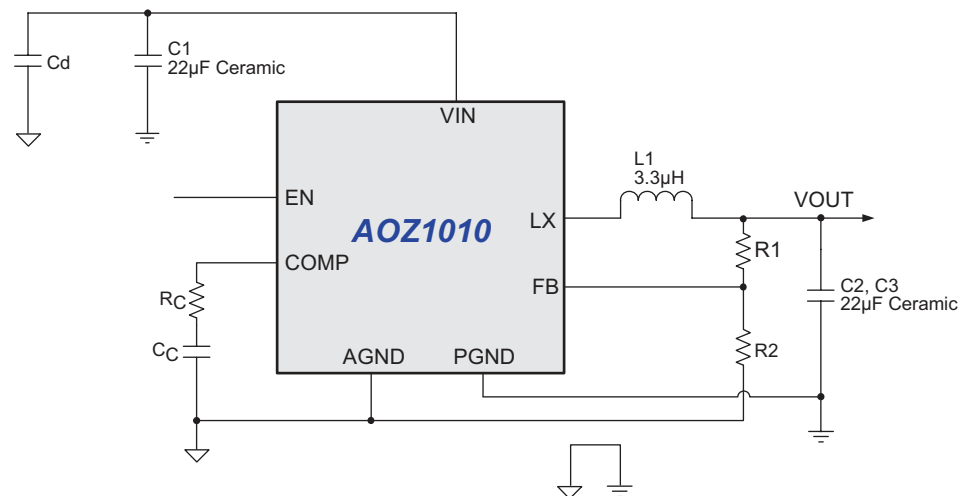 Cd
C1
22µF Ceramic
VIN
L1
3.3µH
VOUT
EN
LX
AOZ1010
R1
COMP
FB
C2, C3
22µF Ceramic
RC
CC
R2
AGND
PGND